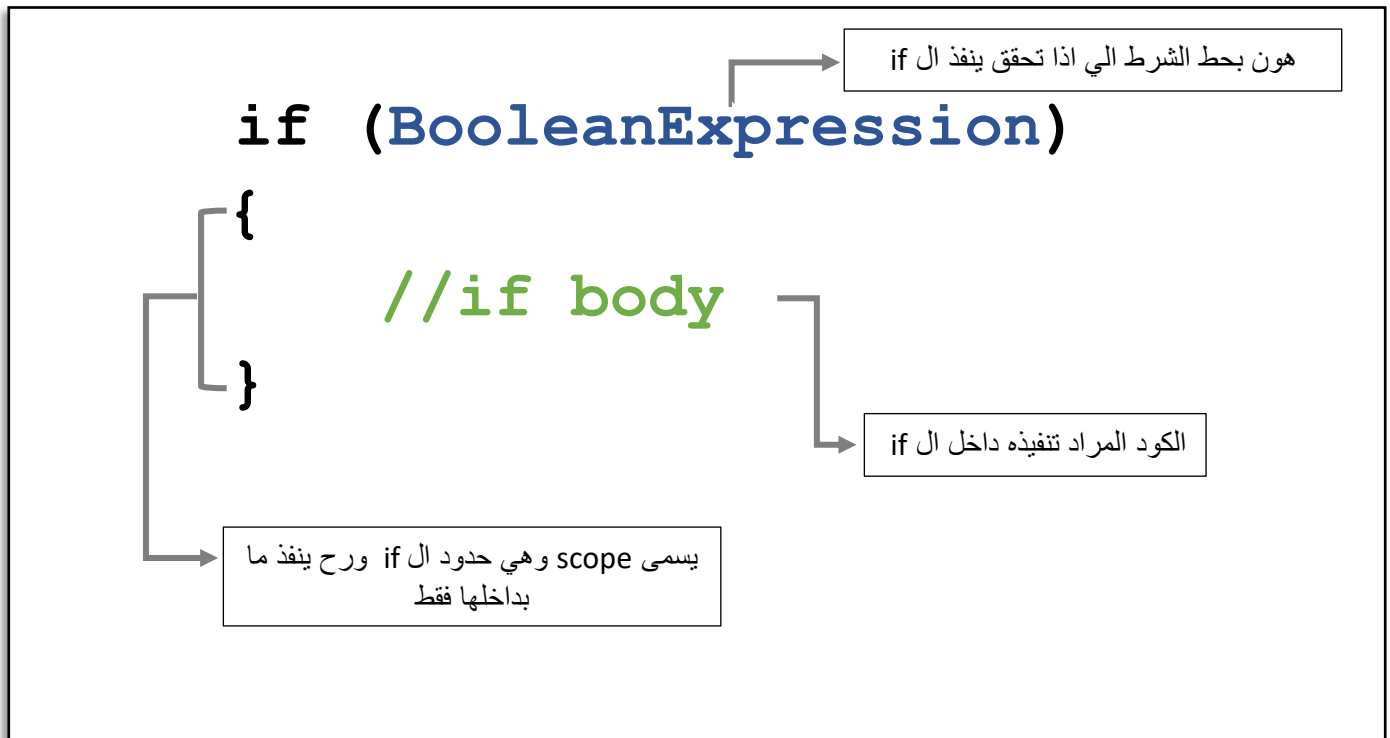 هون بحط الشرط الي اذا تحقق ينفذ ال if
if (BooleanExpression)
{
//if body
}
الكود المراد تنفيذه داخل ال if
يسمى scope وهي حدود ال if ورح ينفذ ما
بداخلها فقط